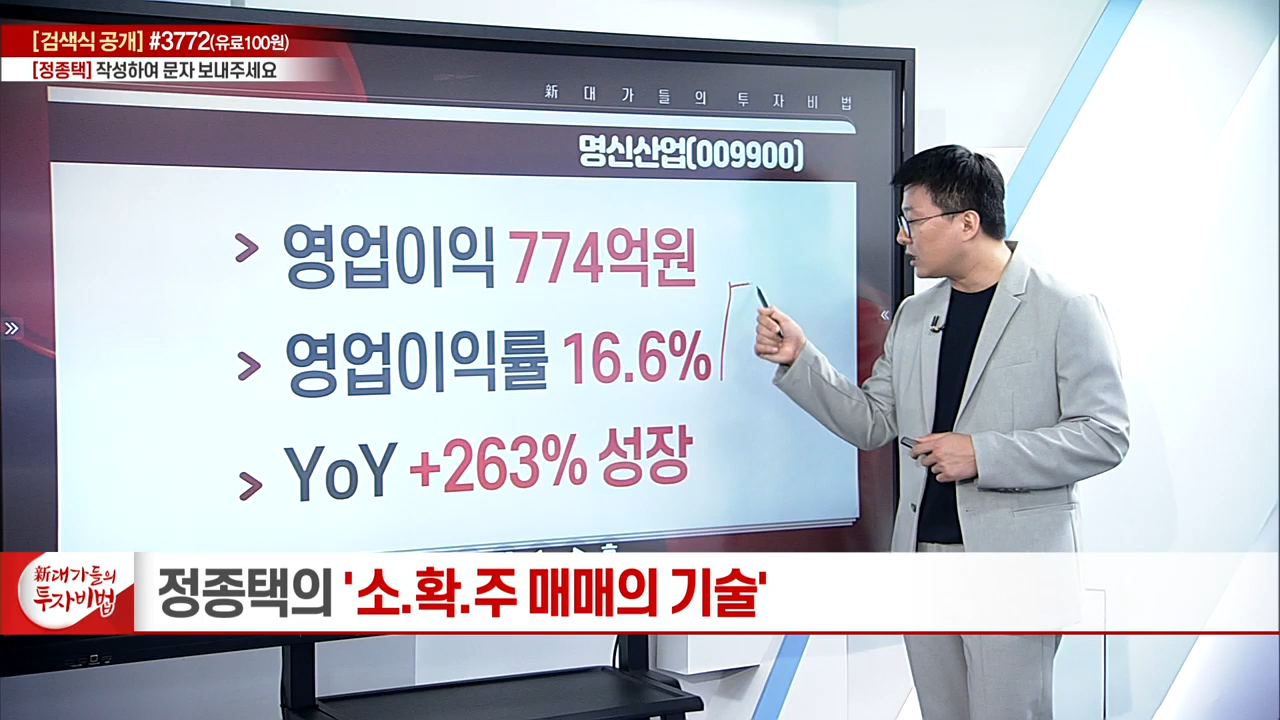 [검색식 공개] #3772(유료100원)
[정종택] 작성하여 문자 보내주세요
新 대 가 들 의 투 자 비 법
명신산업(009900)
영업이익 774억원
영업이익률 16.6%
YoY +263% 성장
新대가들의
투자비법
정종택의 '소.확.주 매매의 기술'